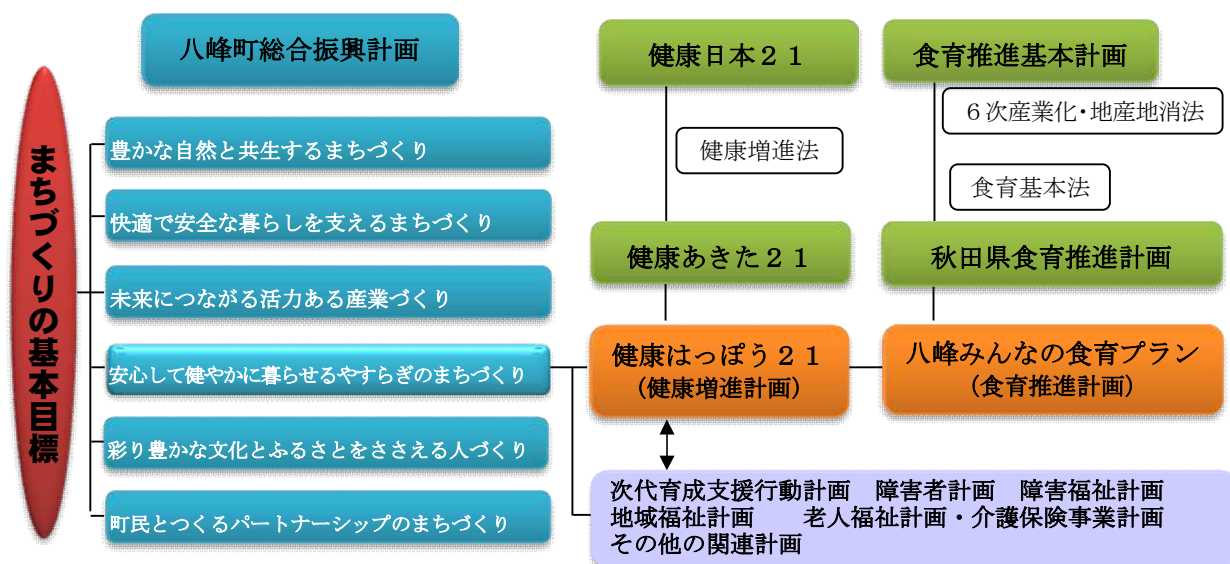 八峰町総合振興計画
まちづくりの基本目標
豊かな自然と共生するまちづくり
快適で安全な暮らしを支えるまちづくり
未来につながる活力ある産業づくり
安心して健やかに暮らせるやすらぎのまちづくり
彩り豊かな文化とふるさとをささえる人づくり
町民とつくるパートナーシップのまちづくり
健康日本２１
健康増進法
健康あきた２１
健康はっぽう２１
（健康増進計画）
食育推進基本計画
６次産業化・地産地消法
食育基本法
秋田県食育推進計画
八峰みんなの食育プラン
（食育推進計画）
次代育成支援行動計画　障害者計画　障害福祉計画
地域福祉計画　　老人福祉計画・介護保険事業計画
その他の関連計画